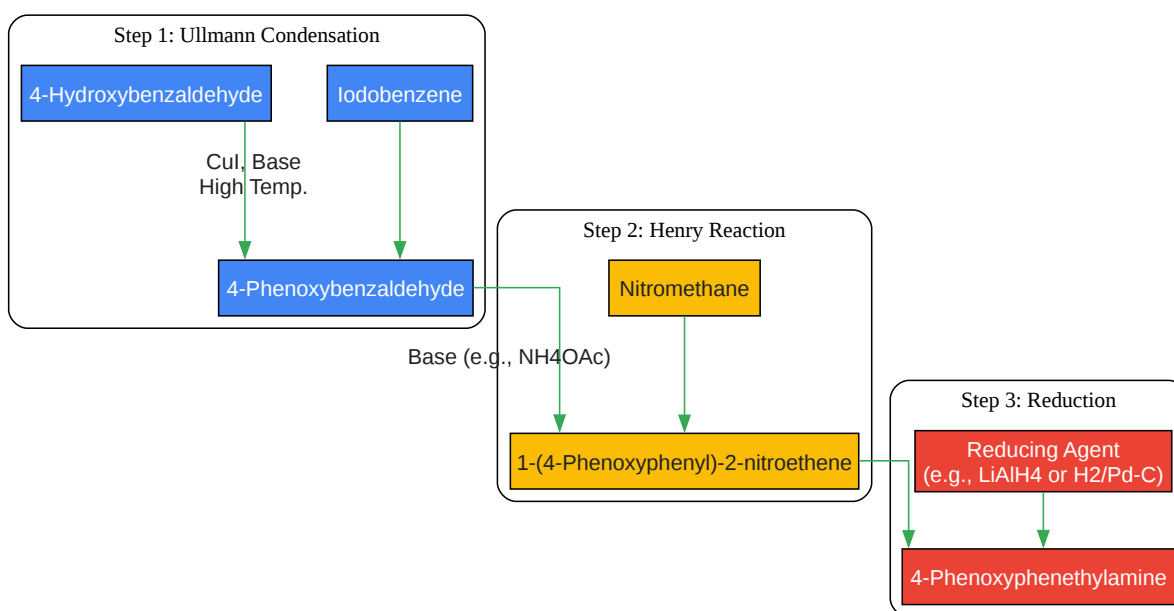 Step 1: Ullmann Condensation
4-Hydroxybenzaldehyde
Iodobenzene
CuI, Base
High Temp.
4-Phenoxybenzaldehyde
Step 2: Henry Reaction
Nitromethane
Base (e.g., NH4OAc)
1-(4-Phenoxyphenyl)-2-nitroethene
Step 3: Reduction
Reducing Agent
(e.g., LiAlH4 or H2/Pd-C)
4-Phenoxyphenethylamine